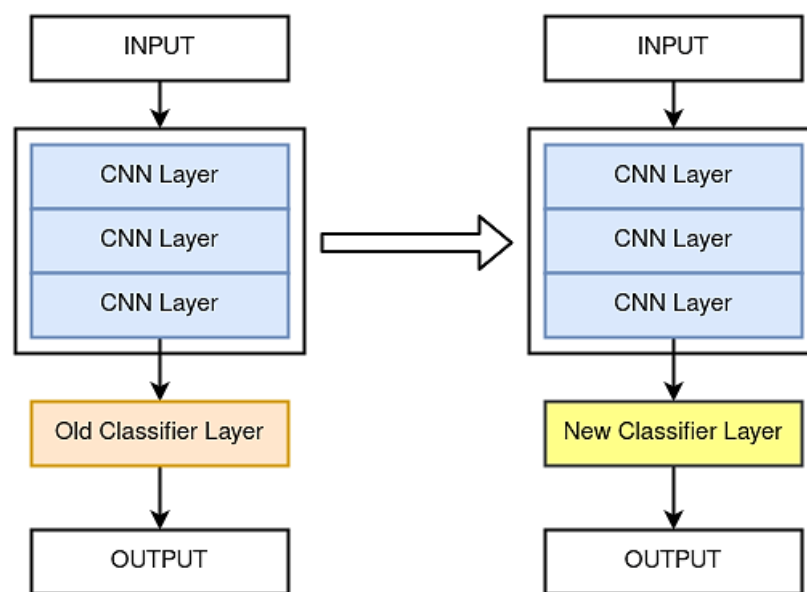 INPUT
CNN Layer
CNN Layer
CNN Layer
Old Classifier Layer
OUTPUT
INPUT
CNN Layer
CNN Layer
CNN Layer
New Classifier Layer
OUTPUT